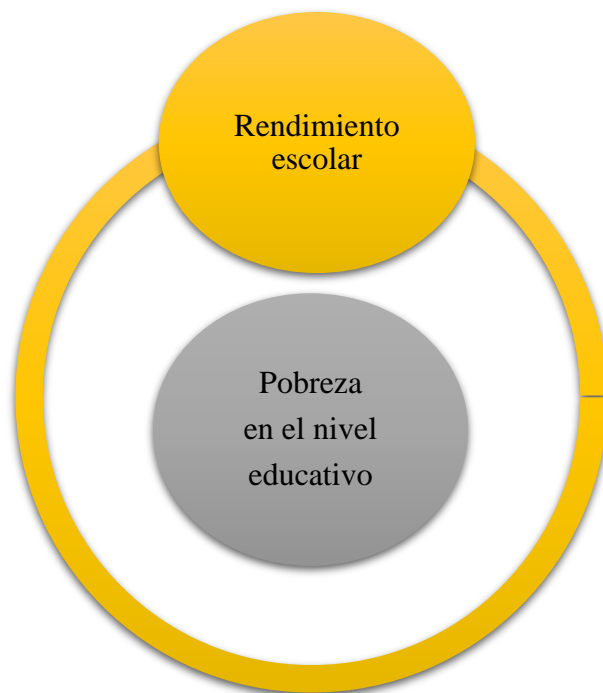 Rendimiento
escolar
Pobreza
en el nivel
educativo